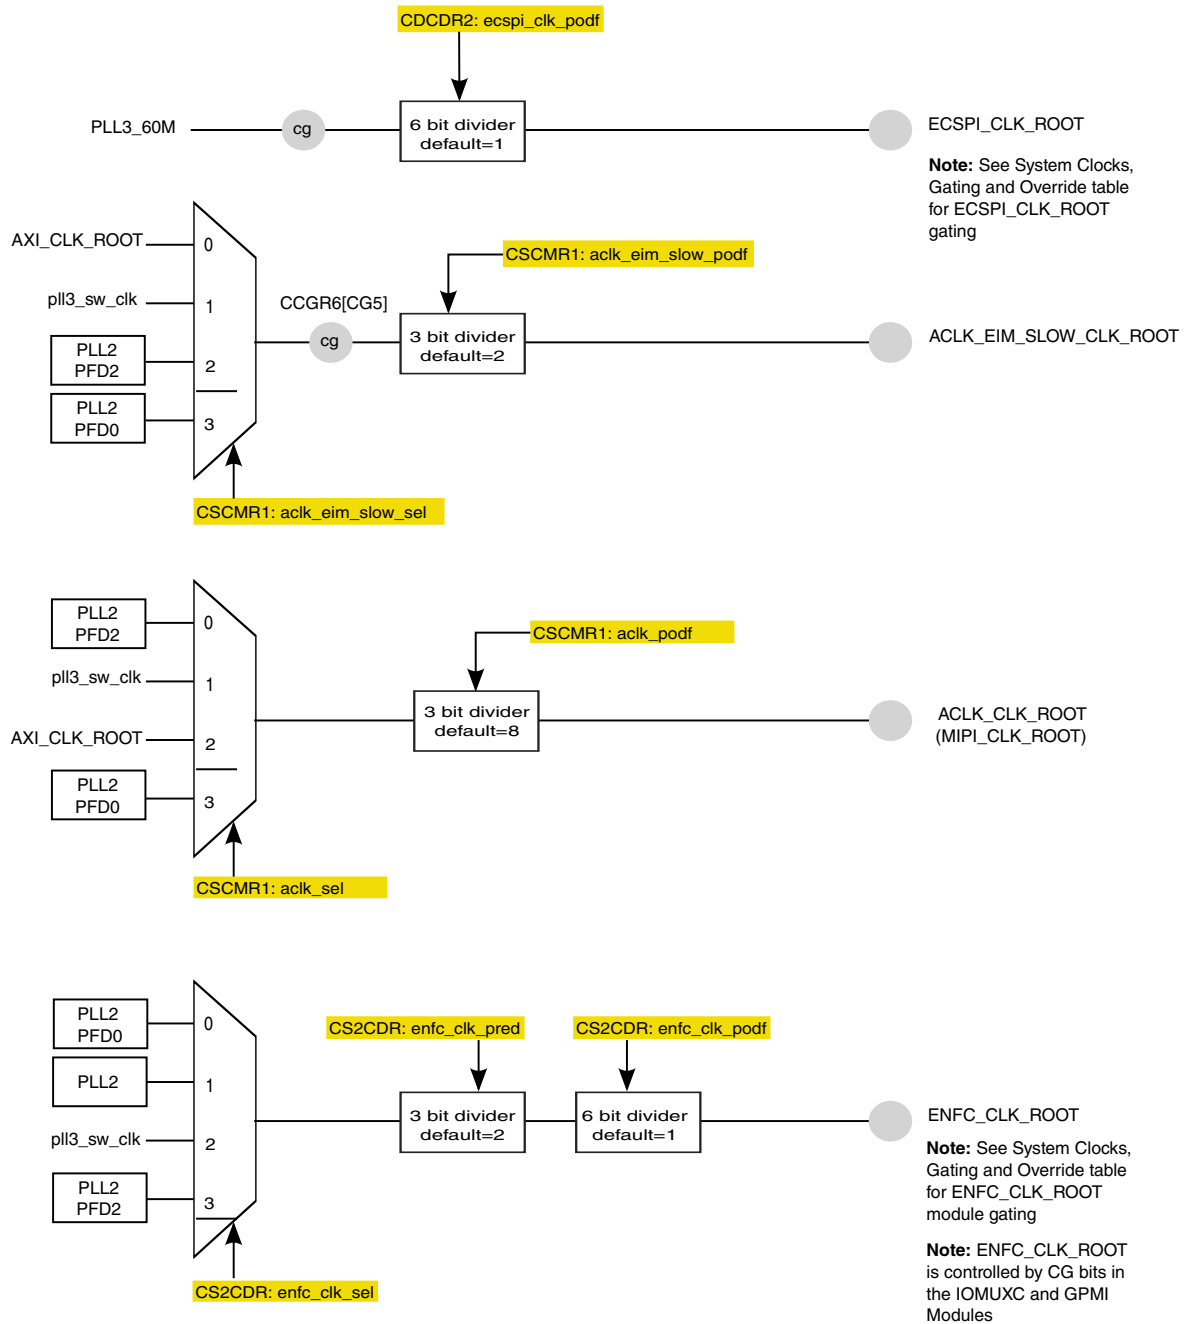 CDCDR2: ecspi_clk_podf
PLL3_60M
cg
6 bit divider
default=1
ECSPI_CLK_ROOT
Note: See System Clocks,
Gating and Override table
for ECSPI_CLK_ROOT
gating
AXI_CLK_ROOT
0
pll3_sw_clk
1
PLL2
PFD2
2
PLL2
PFD0
3
CSCMR1: aclk_eim_slow_sel
CCGR6[CG5]
cg
CSCMR1: aclk_eim_slow_podf
3 bit divider
default=2
ACLK_EIM_SLOW_CLK_ROOT
PLL2
PFD2
0
pll3_sw_clk
1
AXI_CLK_ROOT
2
PLL2
PFD0
3
CSCMR1: aclk_sel
CSCMR1: aclk_podf
3 bit divider
default=8
ACLK_CLK_ROOT
(MIPI_CLK_ROOT)
PLL2
PFD0
0
PLL2
1
pll3_sw_clk
2
PLL2
PFD2
3
CS2CDR: enfc_clk_sel
CS2CDR: enfc_clk_pred
3 bit divider
default=2
CS2CDR: enfc_clk_podf
6 bit divider
default=1
ENFC_CLK_ROOT
Note: See System Clocks,
Gating and Override table
for ENFC_CLK_ROOT
module gating
Note: ENFC_CLK_ROOT
is controlled by CG bits in
the IOMUXC and GPMI
Modules